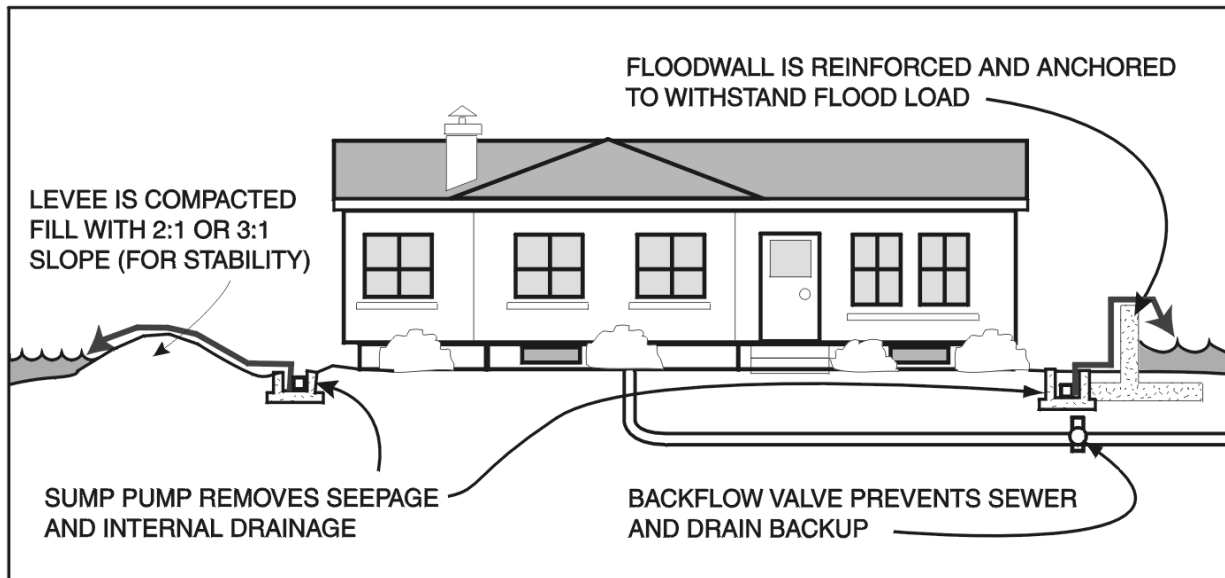 FLOODWALL IS REINFORCED AND ANCHORED
TO WITHSTAND FLOOD LOAD
LEVEE IS COMPACTED
FILL WITH 2:1 OR 3:1
SLOPE (FOR STABILITY)
SUMP PUMP REMOVES SEEPAGE
AND INTERNAL DRAINAGE
BACKFLOW VALVE PREVENTS SEWER
AND DRAIN BACKUP